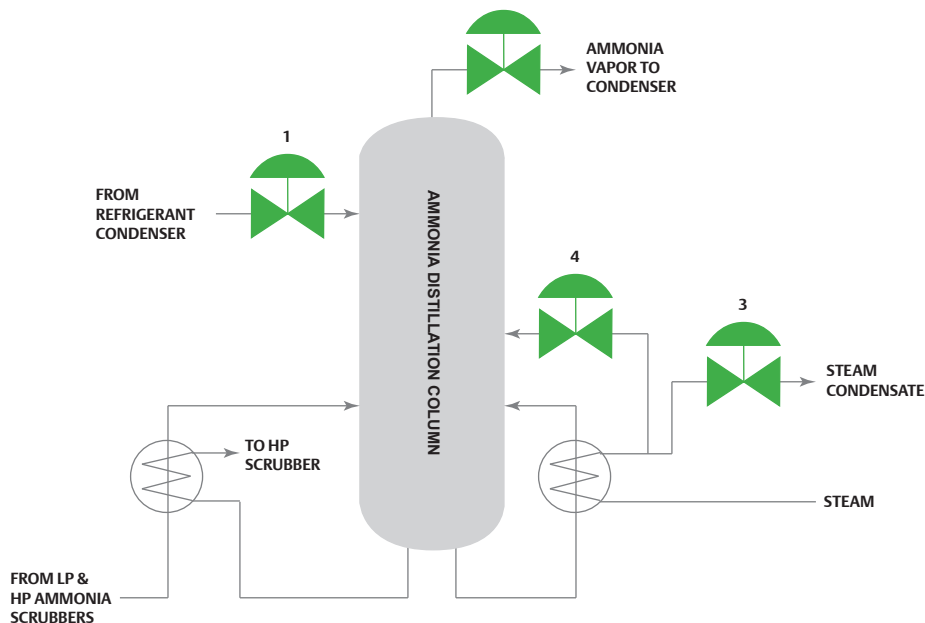 AMMONIA
VAPOR TO
CONDENSER
1
FROM
REFRIGERANT
CONDENSER
AMMONIA DISTILLATION COLUMN
4
3
STEAM
CONDENSATE
TO HP
SCRUBBER
STEAM
FROM LP &
HP AMMONIA
SCRUBBERS